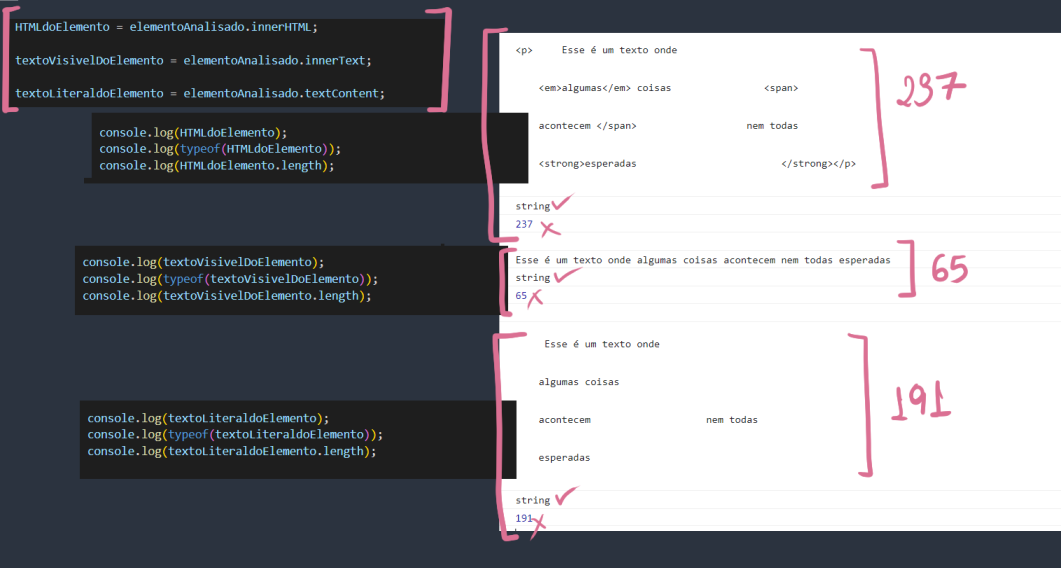 HTMLdoElemento = elementoAnalisado.innerHTML;
textoVisivelDoElemento = elementoAnalisado.innerText;
textoLiteraldoElemento = elementoAnalisado.textContent;
console.log(HTMLdoElemento);
console.log(typeof(HTMLdoElemento));
console.log(HTMLdoElemento.length);
<p> Esse é um texto onde
<em>algumas</em> coisas <span>
acontecem </span> nem todas
<strong>esperadas </strong></p>
string
237
237
console.log(textoVisivelDoElemento);
console.log(typeof(textoVisivelDoElemento));
console.log(textoVisivelDoElemento.length);
Esse é um texto onde algumas coisas acontecem nem todas esperadas
string
65
65
console.log(textoLiteraldoElemento);
console.log(typeof(textoLiteraldoElemento));
console.log(textoLiteraldoElemento.length);
Esse é um texto onde
algumas coisas
acontecem nem todas
esperadas
string
191
191